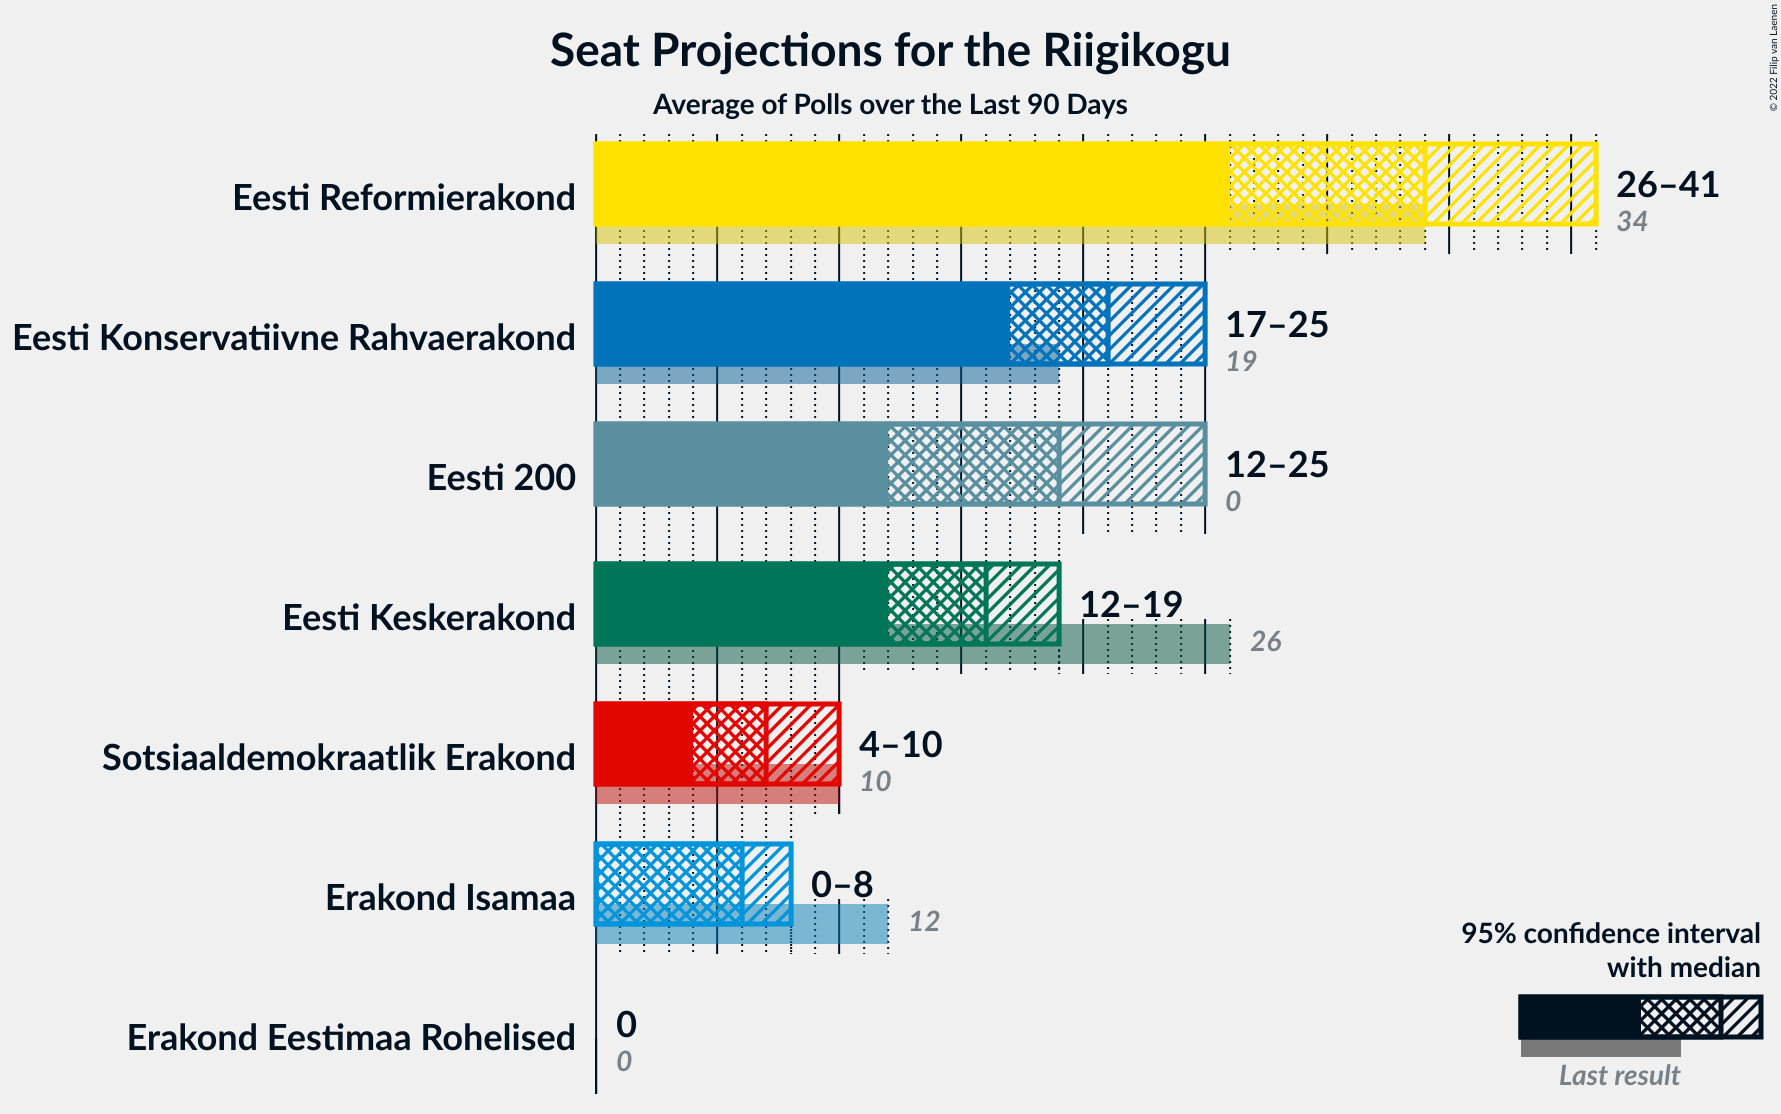 Seat Projections for the Riigikogu
Average of Polls over the Last 90 Days
© 2022 Filip van Laenen
Eesti Reformierakond
26–41
34
Eesti Konservatiivne Rahvaerakond
17–25
19
Eesti 200
12–25
0
Eesti Keskerakond
12–19
26
Sotsiaaldemokraatlik Erakond
4–10
10
Erakond Isamaa
0–8
12
Erakond Eestimaa Rohelised
0
0
95% confidence interval
with median
Last result